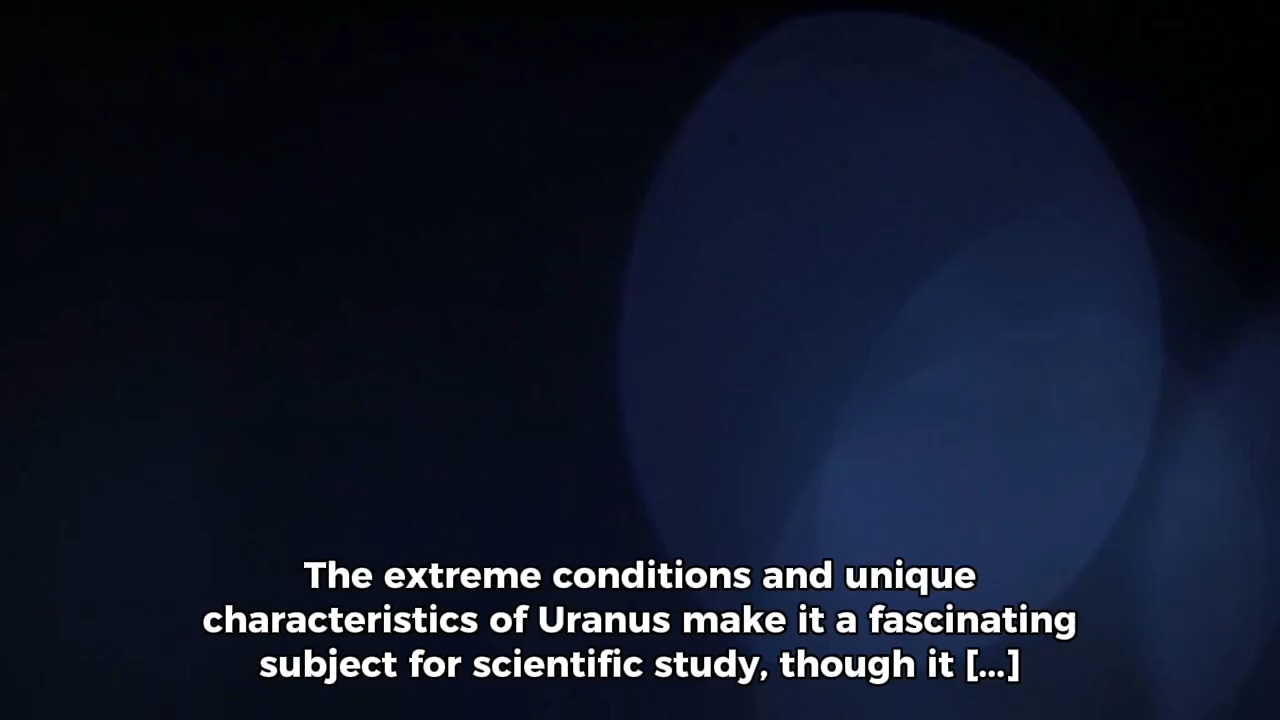 The extreme conditions and unique
characteristics of Uranus make it a fascinating
subject for scientific study, though it [...]